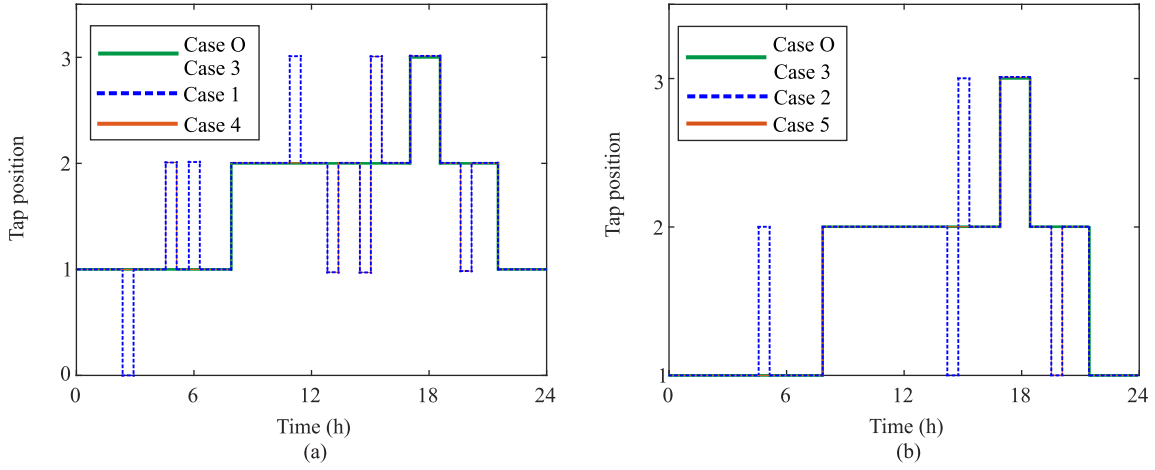 Case O
Case 3
Case 1
Case 4
3
2
1
0
Tap position
0
6
12
18
24
Time (h)
(a)
Case O
Case 3
Case 2
Case 5
3
2
1
Tap position
0
6
12
18
24
Time (h)
(b)